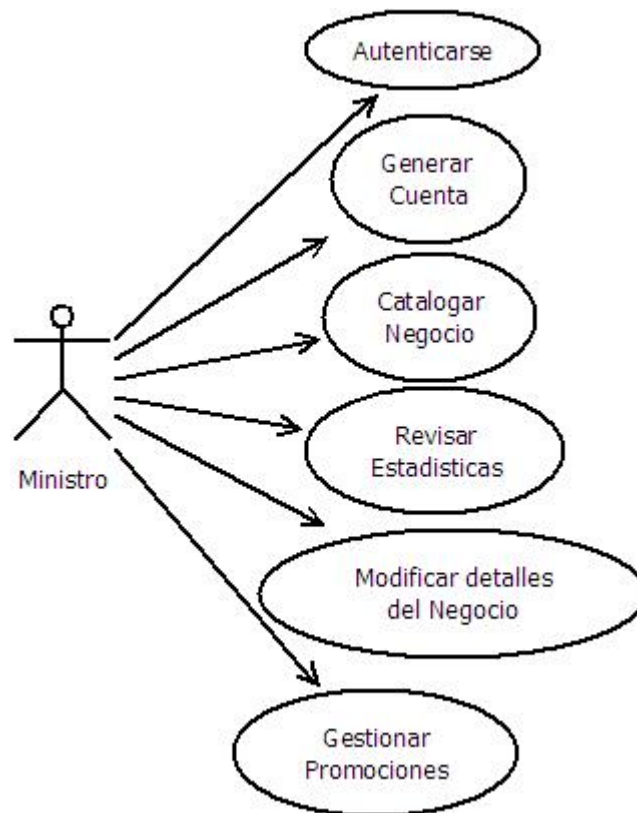 Autenticarse
Generar
Cuenta
Catalogar
Negocio
Revisar
Estadisticas
Ministro
Modificar detalles
del Negocio
Gestionar
Promociones